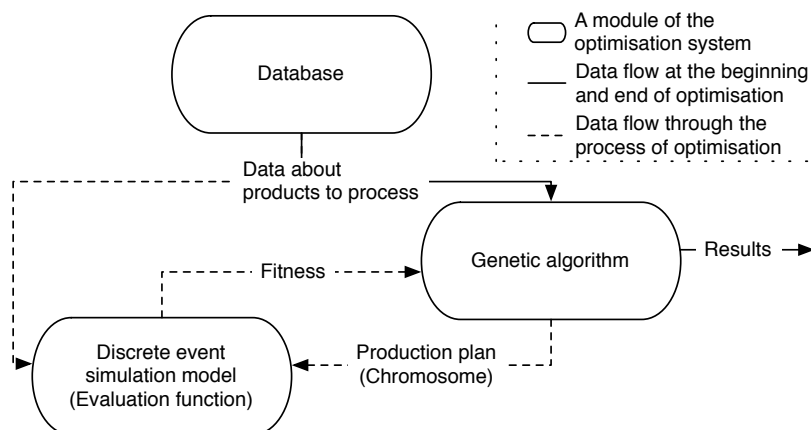 Database
A module of the
optimisation system
Data flow at the beginning
and end of optimisation
Data flow through the
process of optimisation
Data about
products to process
Genetic algorithm
Results
Fitness
Discrete event
simulation model
(Evaluation function)
Production plan
(Chromosome)